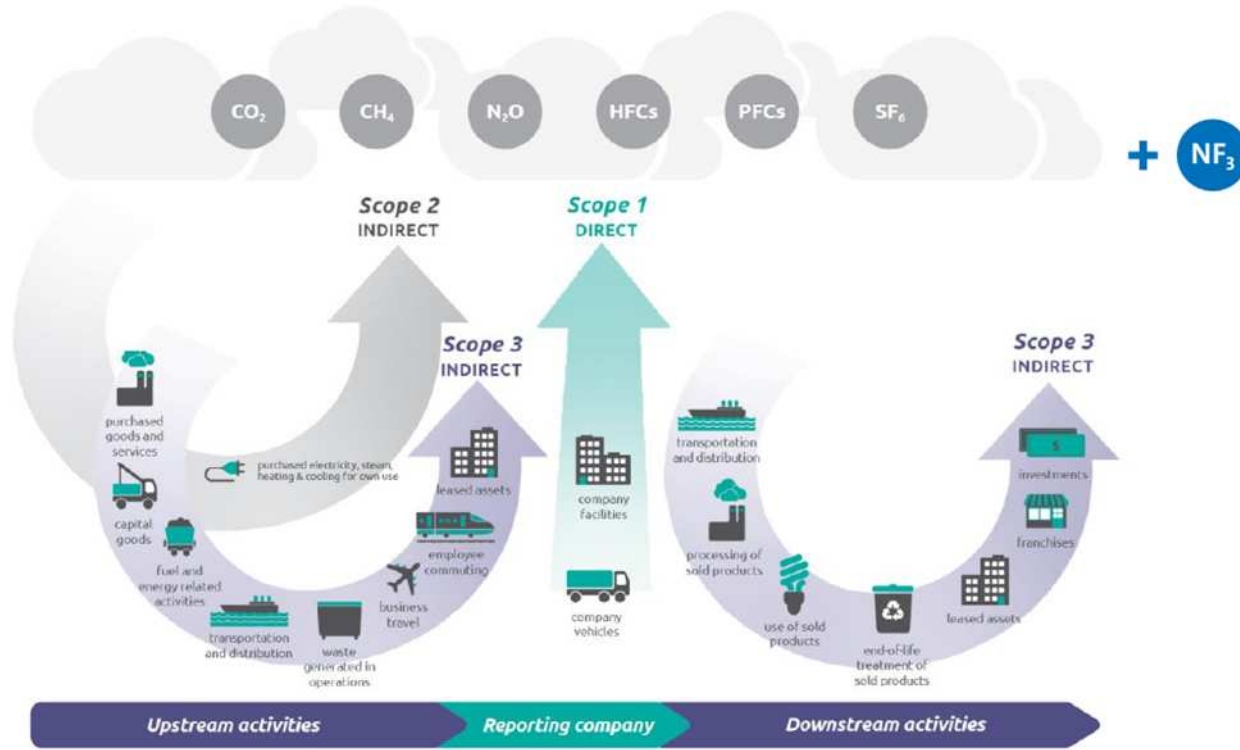 CO₂
CH₄
N₂O
HFCs
PFCs
SF₆
+ NF₃
Scope 2
INDIRECT
Scope 1
DIRECT
Scope 3
INDIRECT
Scope 3
INDIRECT
purchased
goods and
services
capital
goods
fuel and
energy related
activities
purchased electricity, steam,
heating & cooling for own use
transportation
and distribution
waste
generated in
operations
business
travel
employee
commuting
leased assets
company
facilities
company
vehicles
transportation
and distribution
processing of
sold products
use of sold
products
end-of-life
treatment of
sold products
leased assets
franchises
$
investments
Upstream activities
Reporting company
Downstream activities